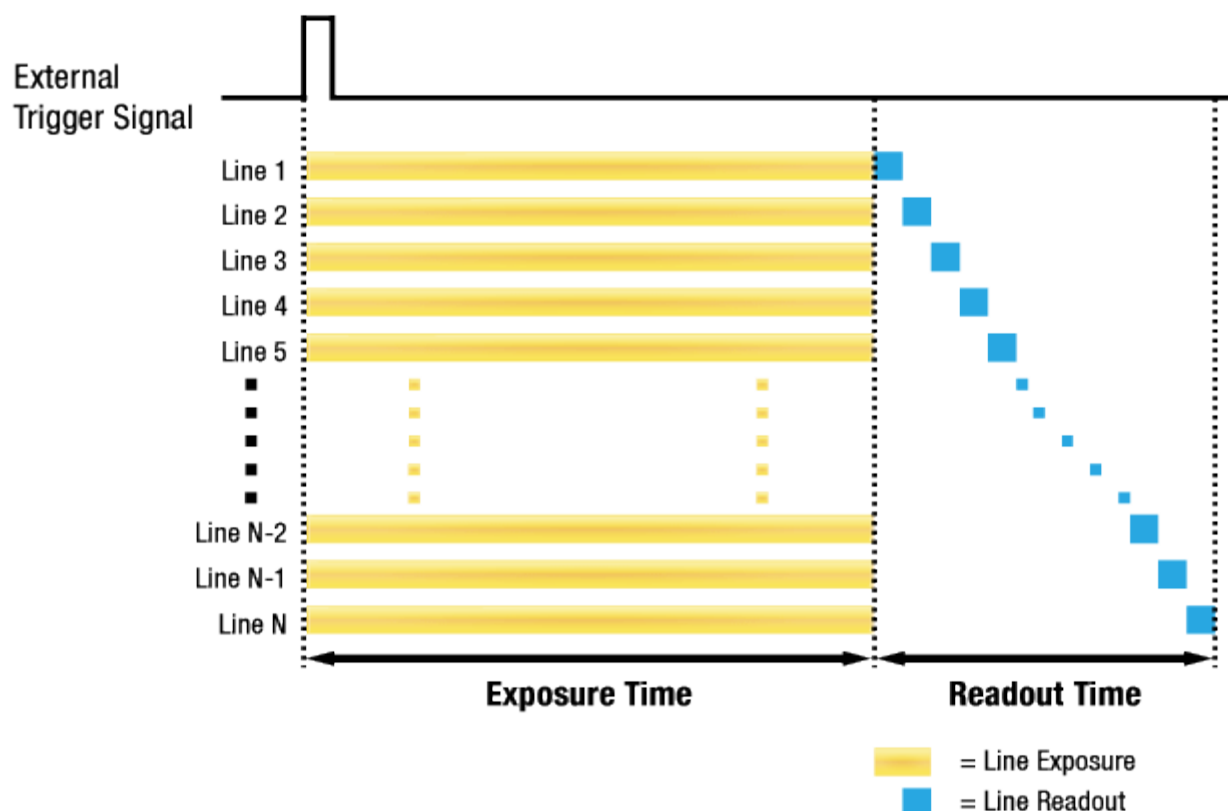 External
Trigger Signal
Line 1
Line 2
Line 3
Line 4
Line 5
Line N-2
Line N-1
Line N
Exposure Time
Readout Time
= Line Exposure
= Line Readout